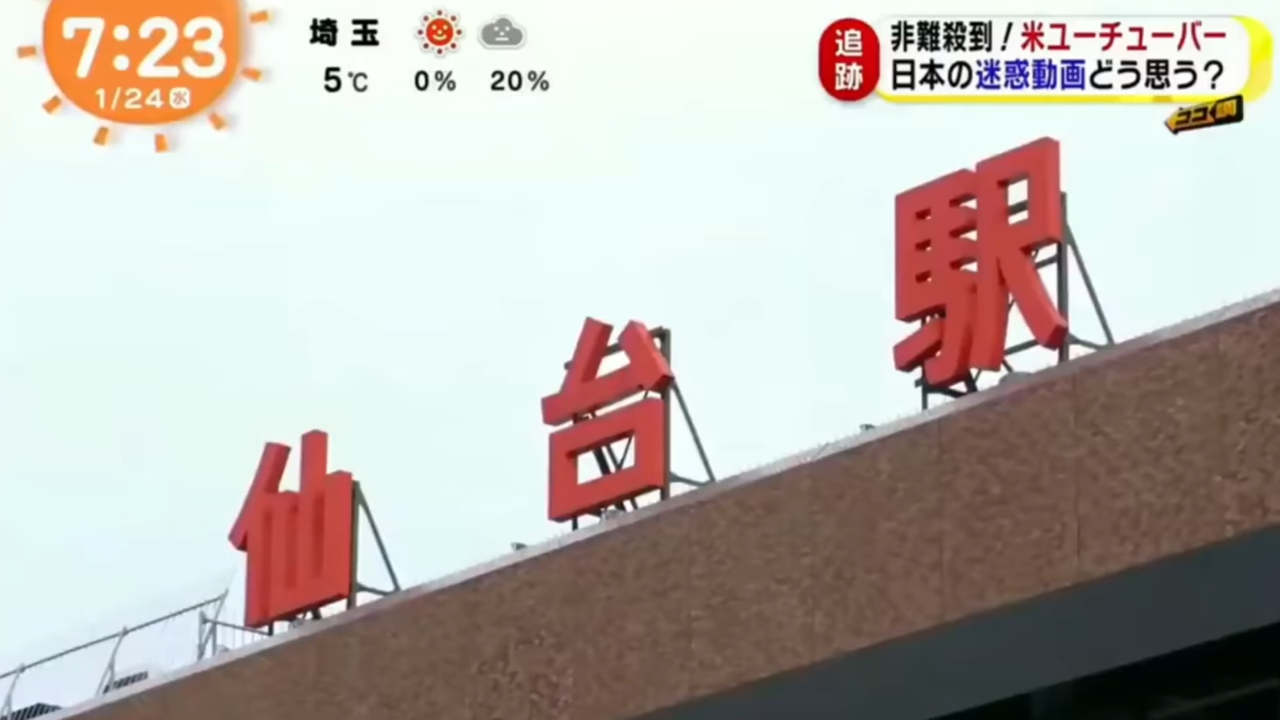 7:23
1/24 水
埼玉
5℃ 0% 20%
追跡
非難殺到！米ユーチューバー
日本の迷惑動画どう思う？
ココ調
仙台駅